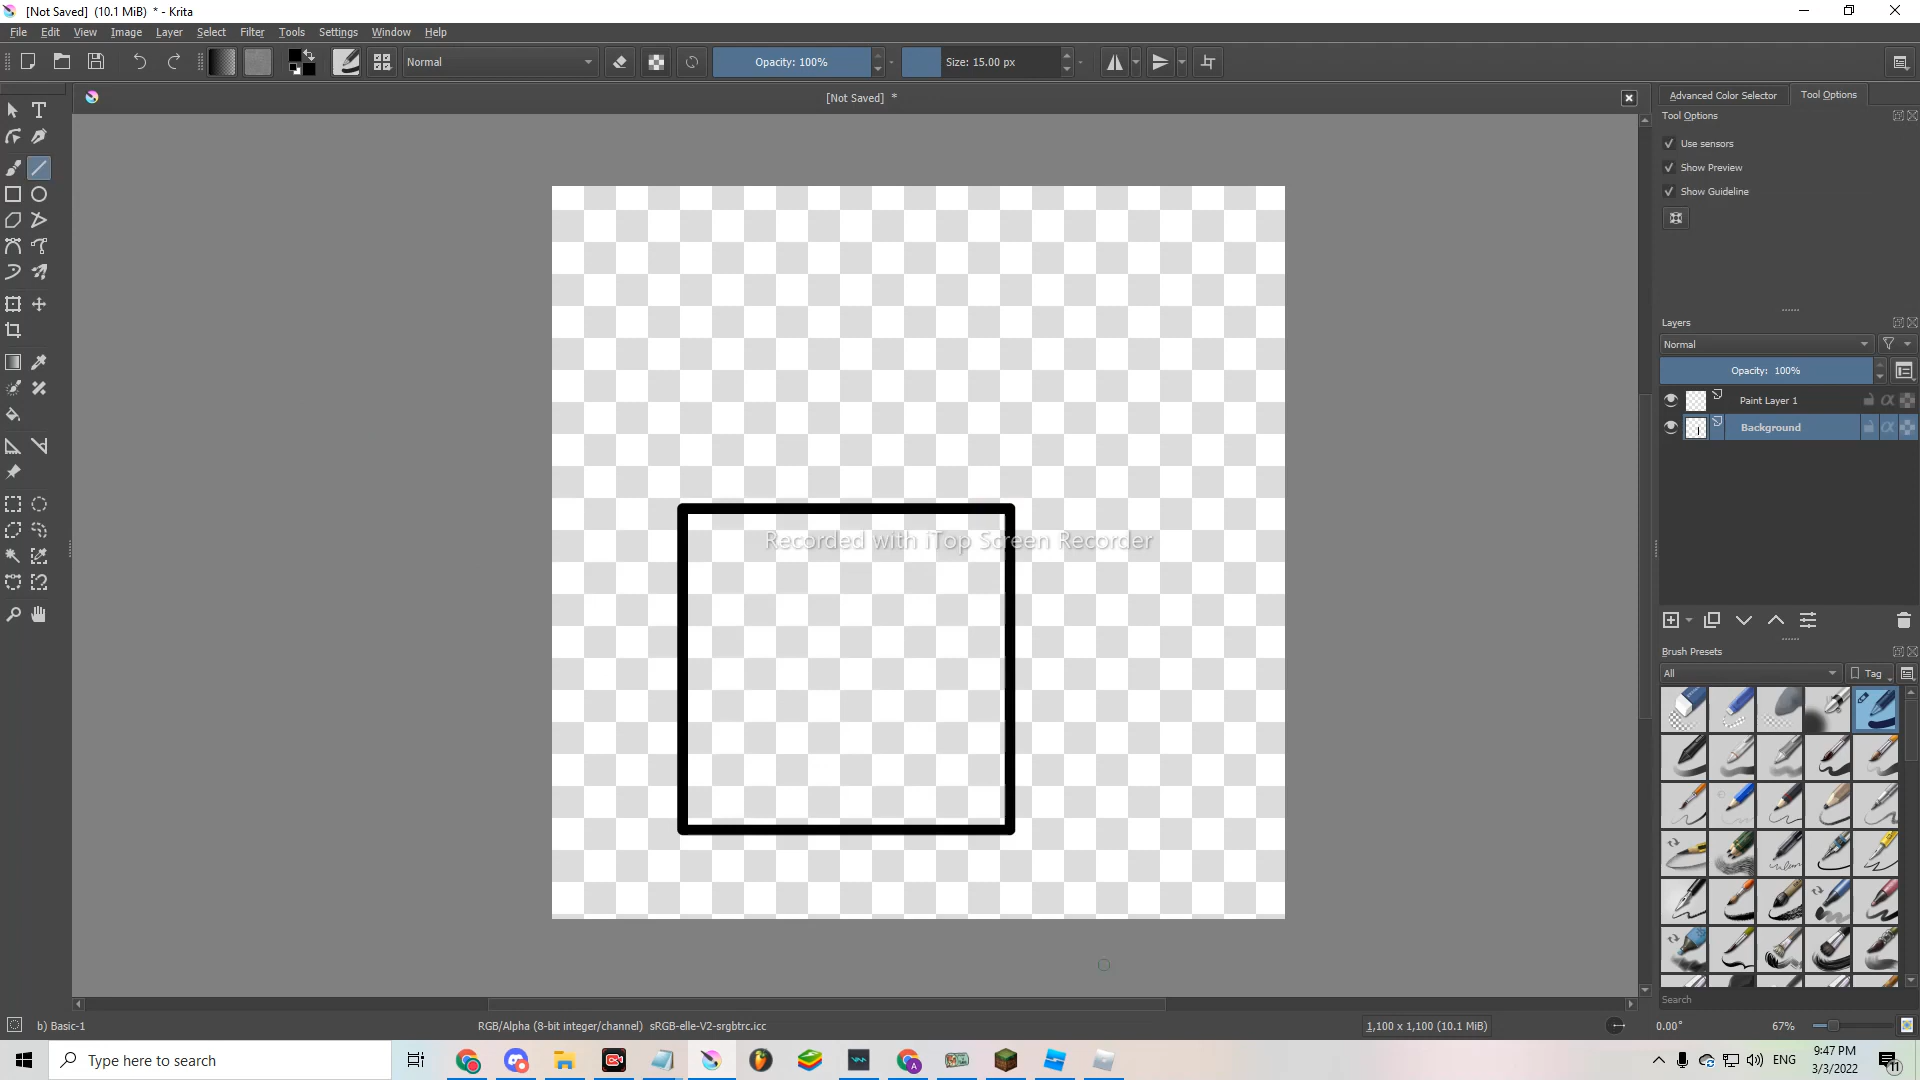 [Not Saved] (10.1 MiB) * - Krita
File Edit View Image Layer Select Filter Tools Settings Window Help
Normal Opacity: 100% Size: 15.00 px
[Not Saved] *
Advanced Color Selector Tool Options
Tool Options
Use sensors
Show Preview
Show Guideline
Layers
Normal
Opacity: 100%
Paint Layer 1
Background
Recorded with iTop Screen Recorder
Brush Presets
All Tag
Search
b) Basic-1 RGB/Alpha (8-bit integer/channel) sRGB-elle-V2-srgbtrc.icc 1,100 x 1,100 (10.1 MiB) 0.00° 67%
Type here to search ENG 9:47 PM
3/3/2022
11